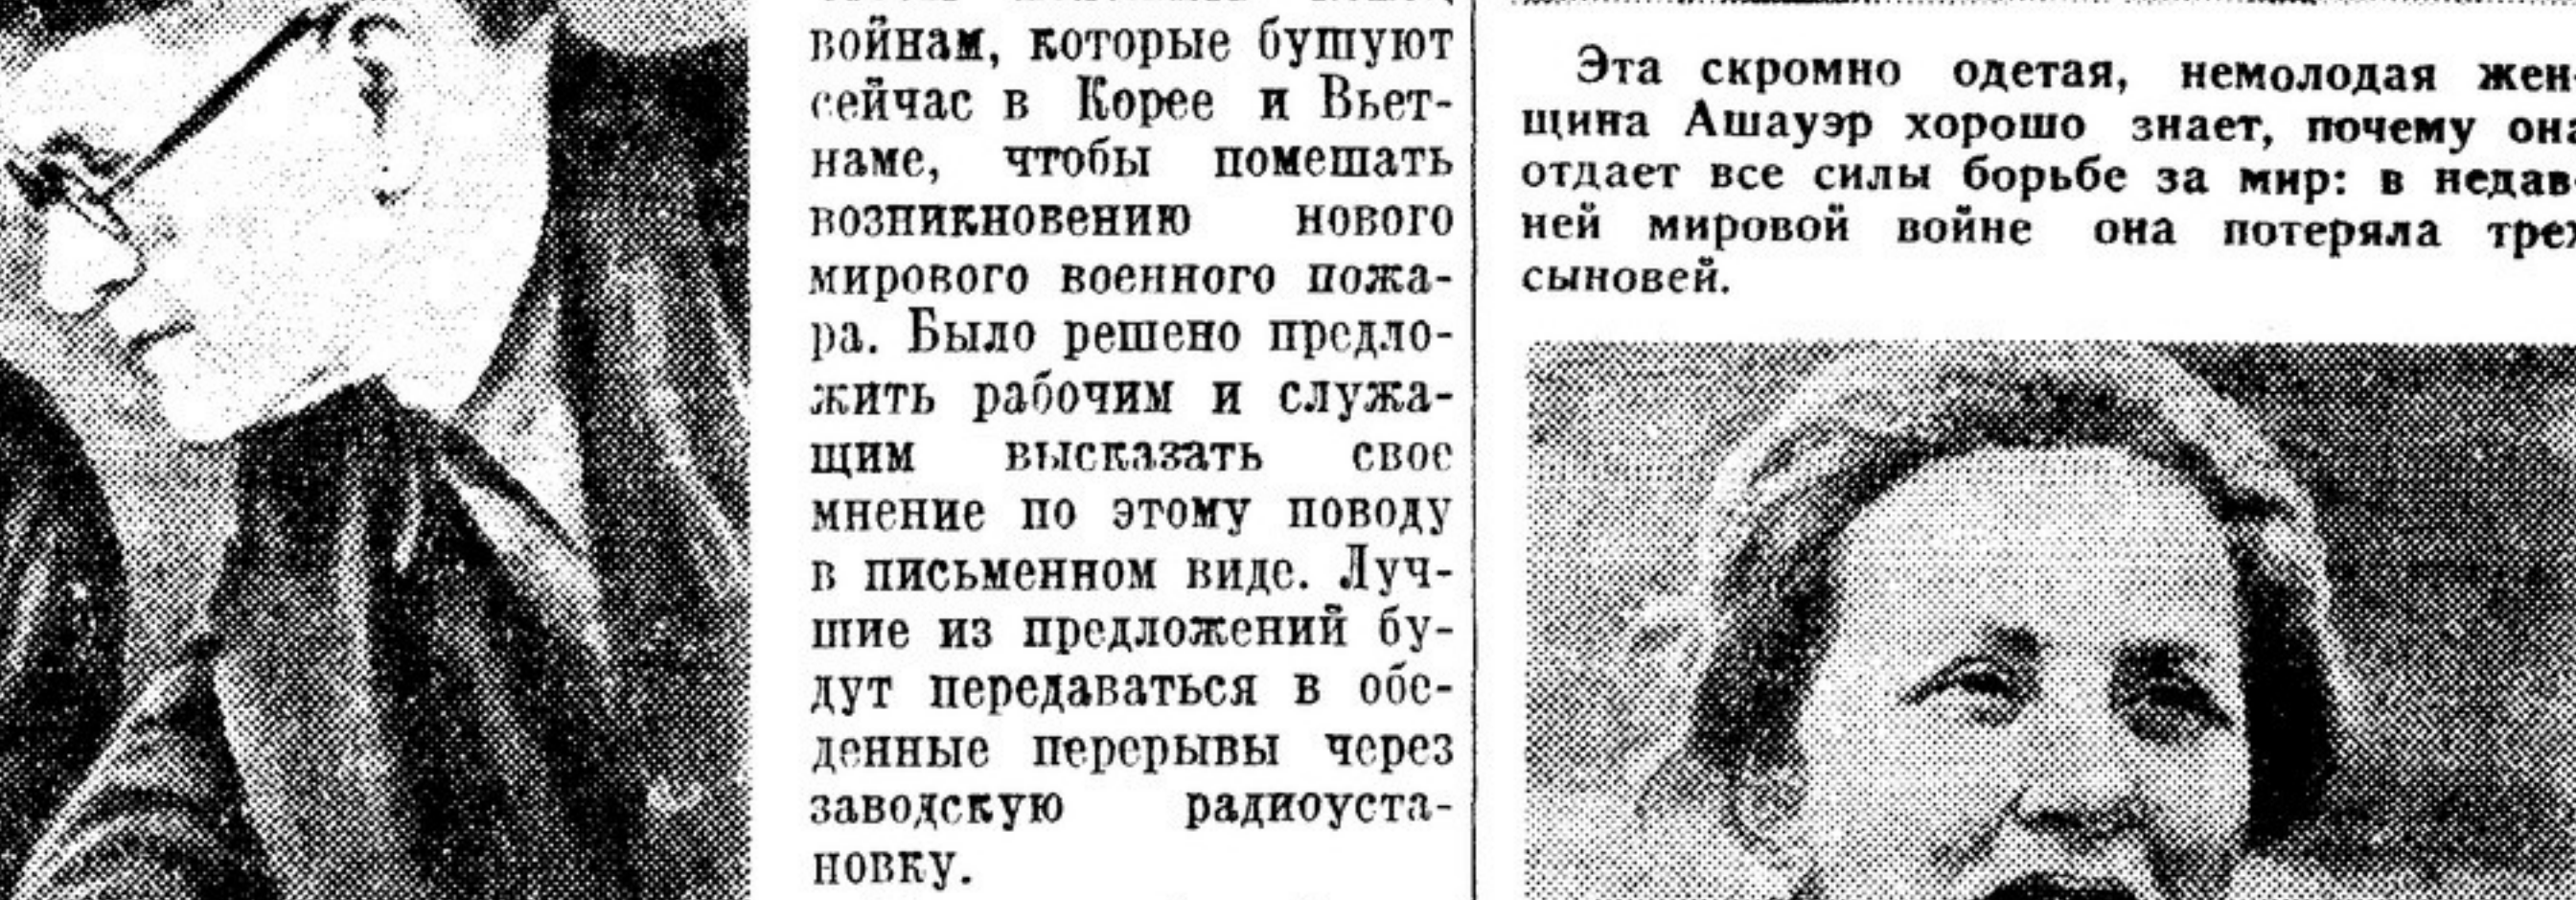 войнам, которые бушуют
сейчас в Корее и Вьет-
наме, чтобы помешать
возникновению нового
мирового военного пожа-
ра. Было решено предло-
жить рабочим и служа-
щим высказать свое
мнение по этому поводу
в письменном виде. Луч-
шие из предложений бу-
дут передаваться в обе-
денные перерывы через
заводскую радиоуста-
новку.
Эта скромно одетая, немолодая жен-
щина Ашауэр хорошо знает, почему она
отдает все силы борьбе за мир: в недав-
ней мировой войне она потеряла трех
сыновей.